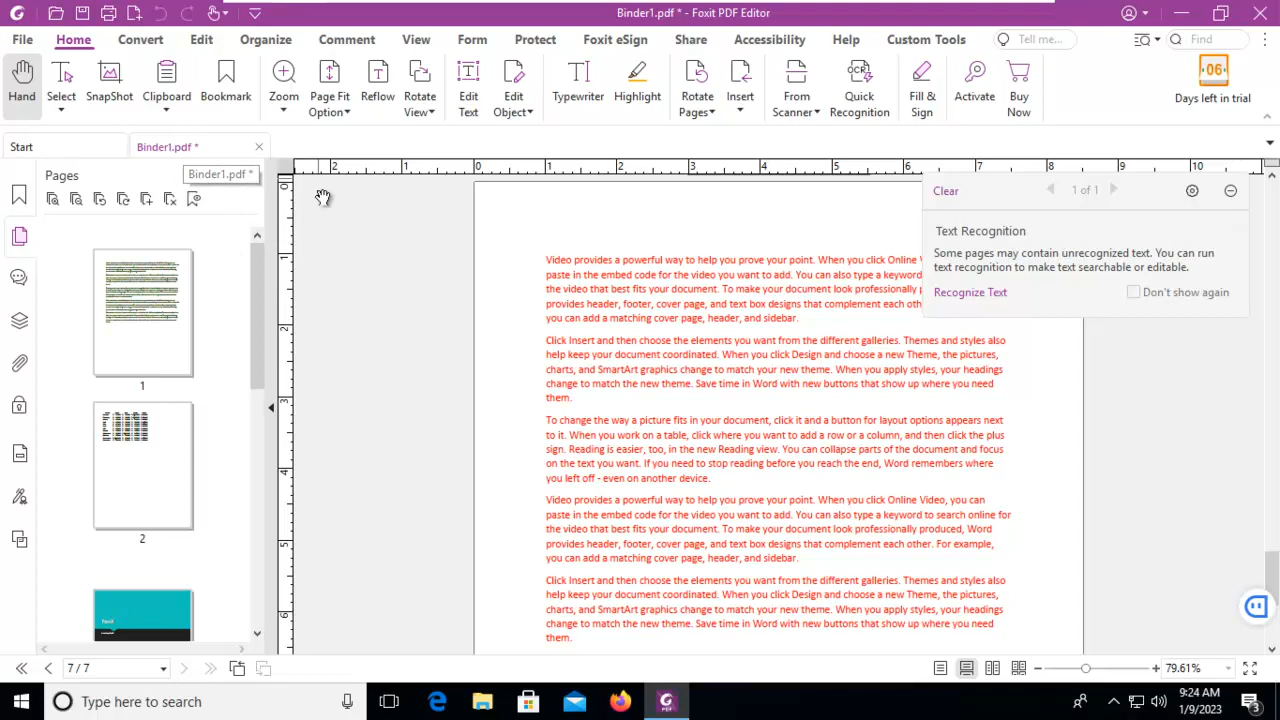 Binder1.pdf * - Foxit PDF Editor
File Home Convert Edit Organize Comment View Form Protect Foxit eSign Share Accessibility Help Custom Tools Tell me... Find
Hand Select SnapShot Clipboard Bookmark Zoom Page Fit Option Reflow Rotate View Edit Text Edit Object Typewriter Highlight Rotate Pages Insert From Scanner OCR Quick Recognition Fill & Sign Activate Buy Now 06 Days left in trial
Start Binder1.pdf *
Binder1.pdf *
Pages
2 1 0 1 2 3 4 5 6 7 8 9 10
Clear 1 of 1
Text Recognition
Some pages may contain unrecognized text. You can run
text recognition to make text searchable or editable.
Recognize Text Don't show again
0
1
2
3
4
5
6
1
2
Video provides a powerful way to help you prove your point. When you click Online V
paste in the embed code for the video you want to add. You can also type a keyword
the video that best fits your document. To make your document look professionally
provides header, footer, cover page, and text box designs that complement each oth
you can add a matching cover page, header, and sidebar.
Click Insert and then choose the elements you want from the different galleries. Themes and styles also
help keep your document coordinated. When you click Design and choose a new Theme, the pictures,
charts, and SmartArt graphics change to match your new theme. When you apply styles, your headings
change to match the new theme. Save time in Word with new buttons that show up where you need
them.
To change the way a picture fits in your document, click it and a button for layout options appears next
to it. When you work on a table, click where you want to add a row or a column, and then click the plus
sign. Reading is easier, too, in the new Reading view. You can collapse parts of the document and focus
on the text you want. If you need to stop reading before you reach the end, Word remembers where
you left off - even on another device.
Video provides a powerful way to help you prove your point. When you click Online Video, you can
paste in the embed code for the video you want to add. You can also type a keyword to search online for
the video that best fits your document. To make your document look professionally produced, Word
provides header, footer, cover page, and text box designs that complement each other. For example,
you can add a matching cover page, header, and sidebar.
Click Insert and then choose the elements you want from the different galleries. Themes and styles also
help keep your document coordinated. When you click Design and choose a new Theme, the pictures,
charts, and SmartArt graphics change to match your new theme. When you apply styles, your headings
change to match the new theme. Save time in Word with new buttons that show up where you need
them.
7 / 7 79.61%
Type here to search
PDF
9:24 AM
1/9/2023
3